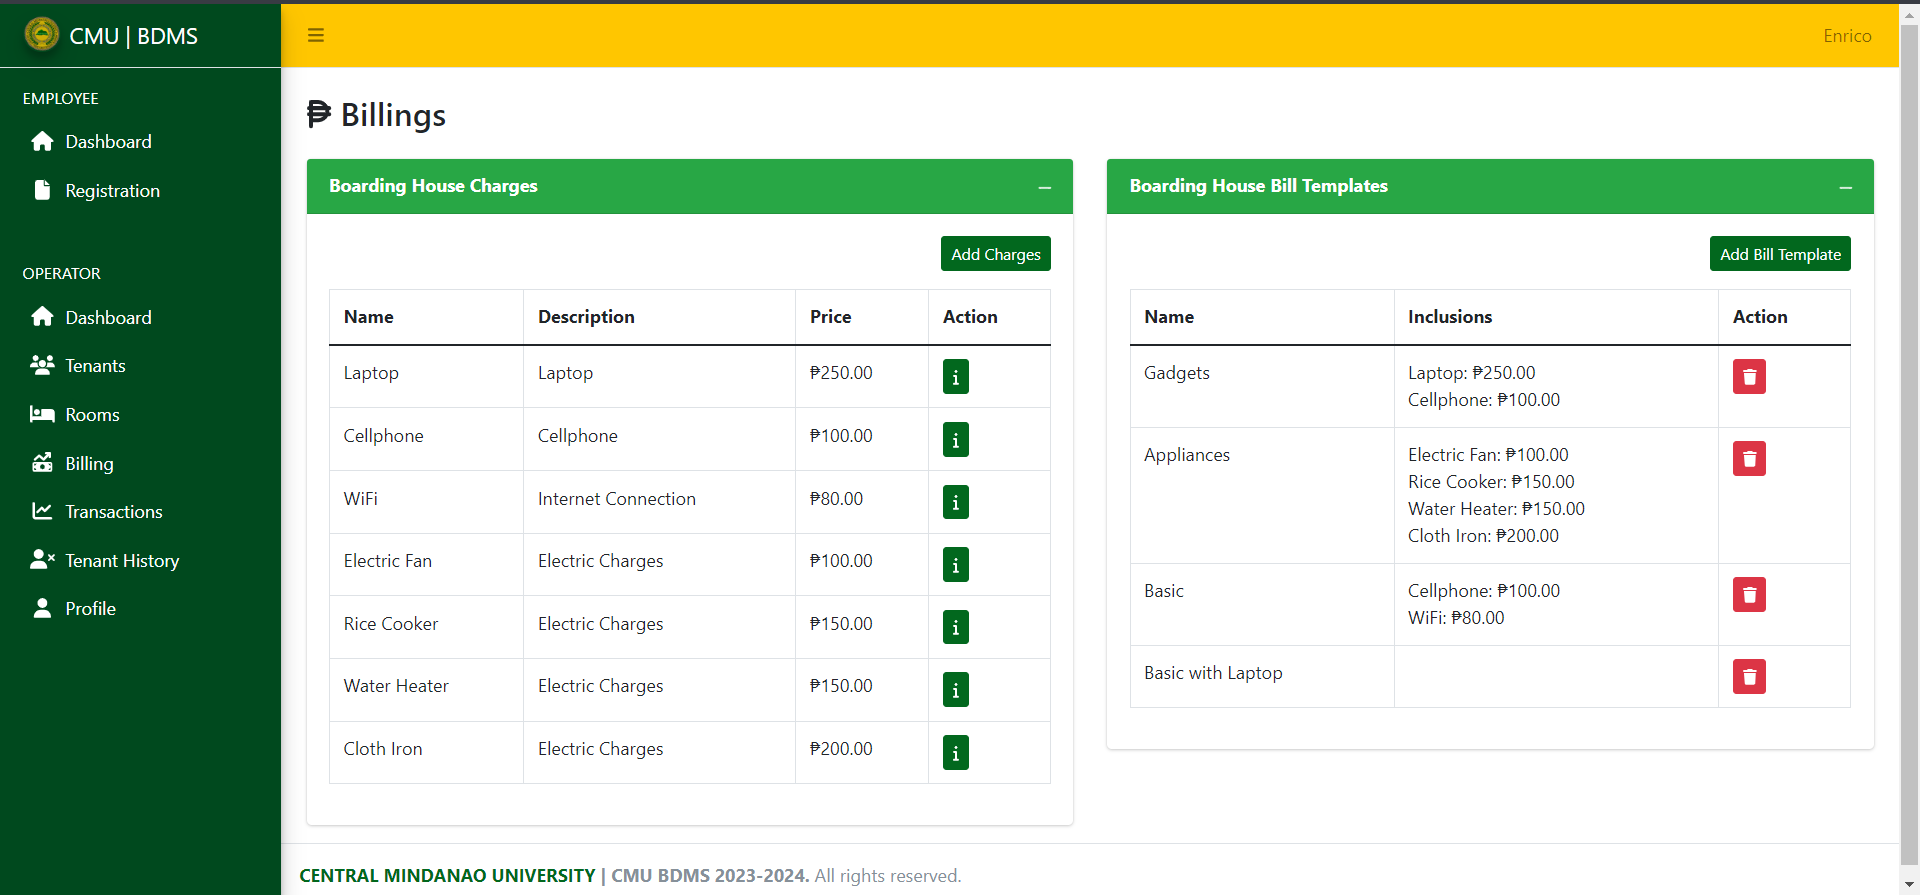 CMU | BDMS
Enrico
EMPLOYEE
Dashboard
Registration
OPERATOR
Dashboard
Tenants
Rooms
Billing
Transactions
Tenant History
Profile
₱ Billings
Boarding House Charges
Add Charges
Name Description Price Action
Laptop Laptop ₱250.00
Cellphone Cellphone ₱100.00
WiFi Internet Connection ₱80.00
Electric Fan Electric Charges ₱100.00
Rice Cooker Electric Charges ₱150.00
Water Heater Electric Charges ₱150.00
Cloth Iron Electric Charges ₱200.00
Boarding House Bill Templates
Add Bill Template
Name Inclusions Action
Gadgets Laptop: ₱250.00
Cellphone: ₱100.00
Appliances Electric Fan: ₱100.00
Rice Cooker: ₱150.00
Water Heater: ₱150.00
Cloth Iron: ₱200.00
Basic Cellphone: ₱100.00
WiFi: ₱80.00
Basic with Laptop
CENTRAL MINDANAO UNIVERSITY | CMU BDMS 2023-2024. All rights reserved.